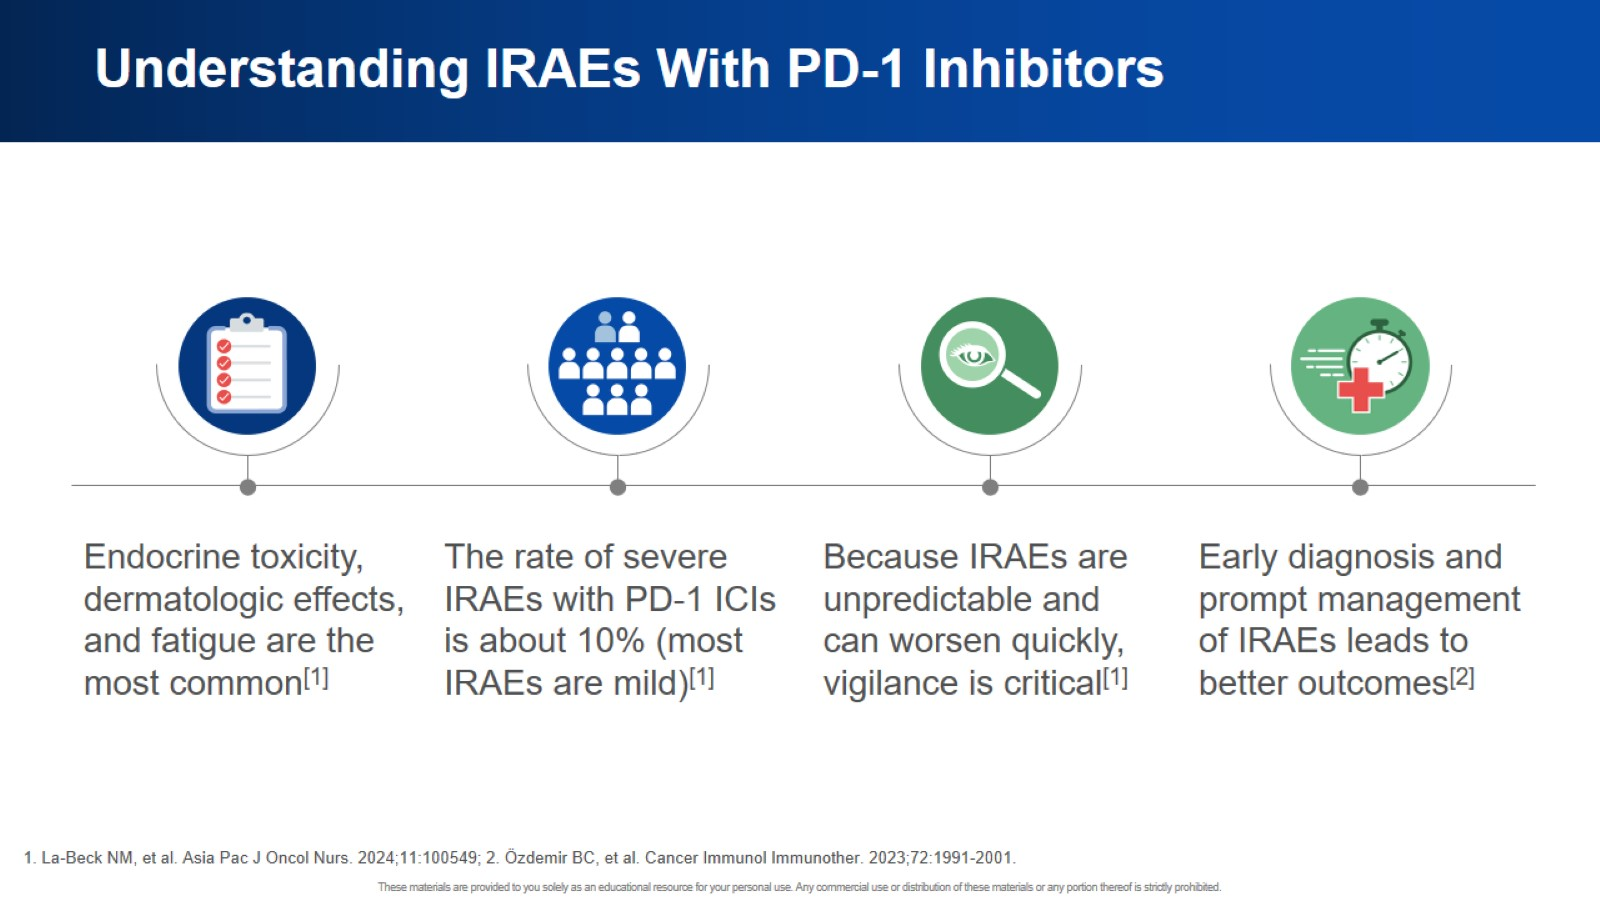 Understanding IRAEs With PD-1 Inhibitors
Endocrine toxicity,
dermatologic effects,
and fatigue are the
most common[1]
The rate of severe
IRAEs with PD-1 ICIs
is about 10% (most
IRAEs are mild)[1]
Because IRAEs are
unpredictable and
can worsen quickly,
vigilance is critical[1]
Early diagnosis and
prompt management
of IRAEs leads to
better outcomes[2]
1. La-Beck NM, et al. Asia Pac J Oncol Nurs. 2024;11:100549; 2. Özdemir BC, et al. Cancer Immunol Immunother. 2023;72:1991-2001.
These materials are provided to you solely as an educational resource for your personal use. Any commercial use or distribution of these materials or any portion thereof is strictly prohibited.